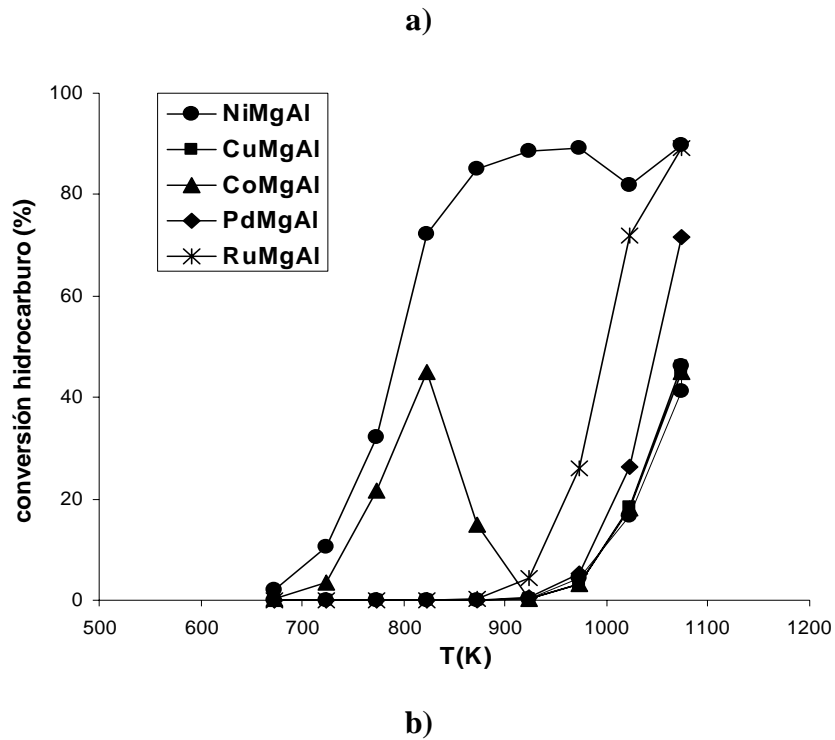 a)
100
80
60
40
20
0
conversión hidrocarburo (%)
NiMgAl
CuMgAl
CoMgAl
PdMgAl
RuMgAl
500 600 700 800 900 1000 1100 1200
T(K)
b)